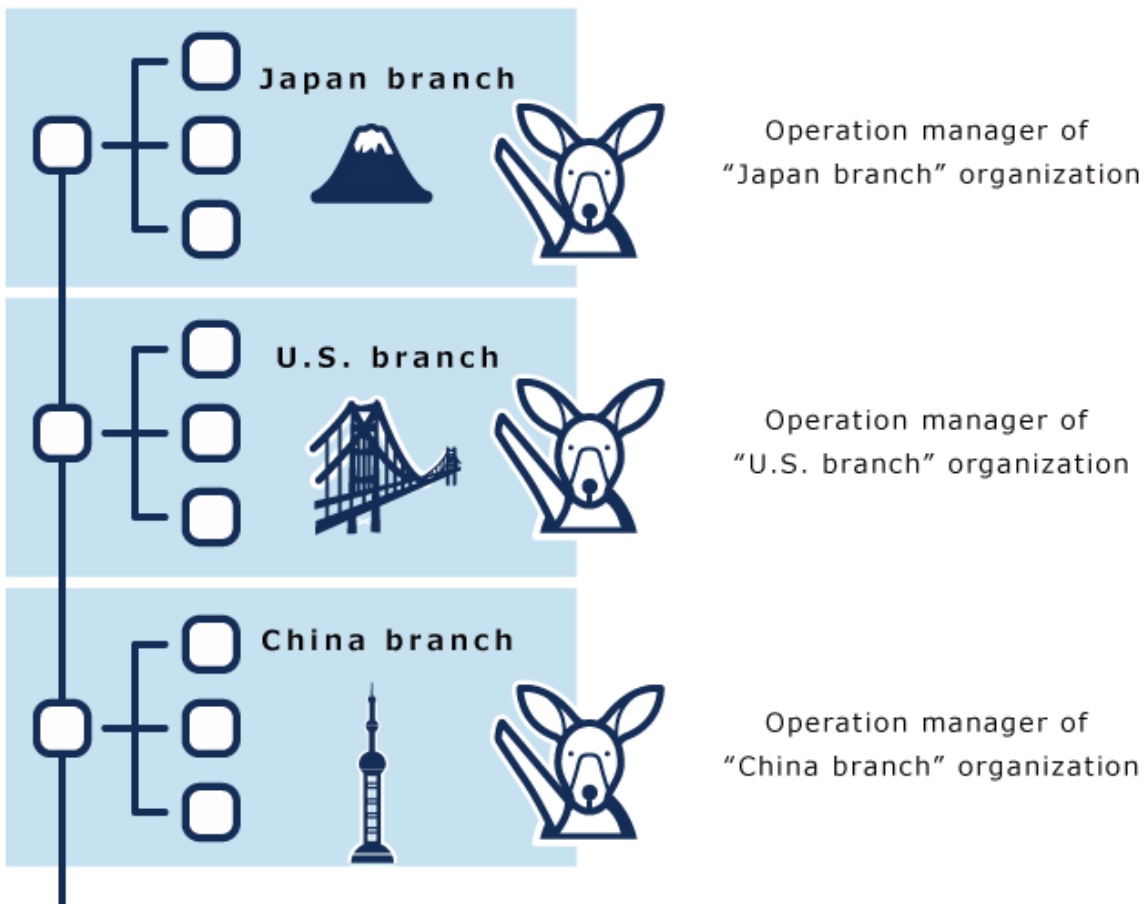 Japan branch
Operation manager of
“Japan branch” organization
U.S. branch
Operation manager of
“U.S. branch” organization
China branch
Operation manager of
“China branch” organization